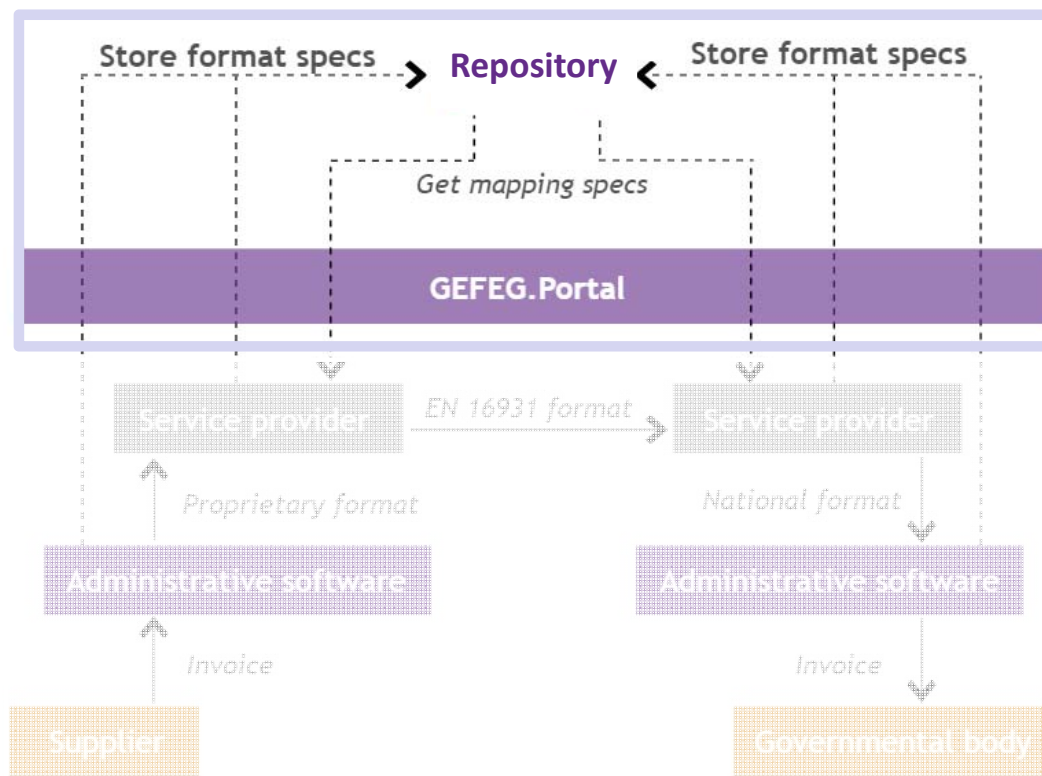 Store format specs
Repository
Store format specs
Get mapping specs
GEFEG.Portal
Service provider
EN 16931 format
Service provider
Proprietary format
National format
Administrative software
Administrative software
Invoice
Invoice
Supplier
Governmental body